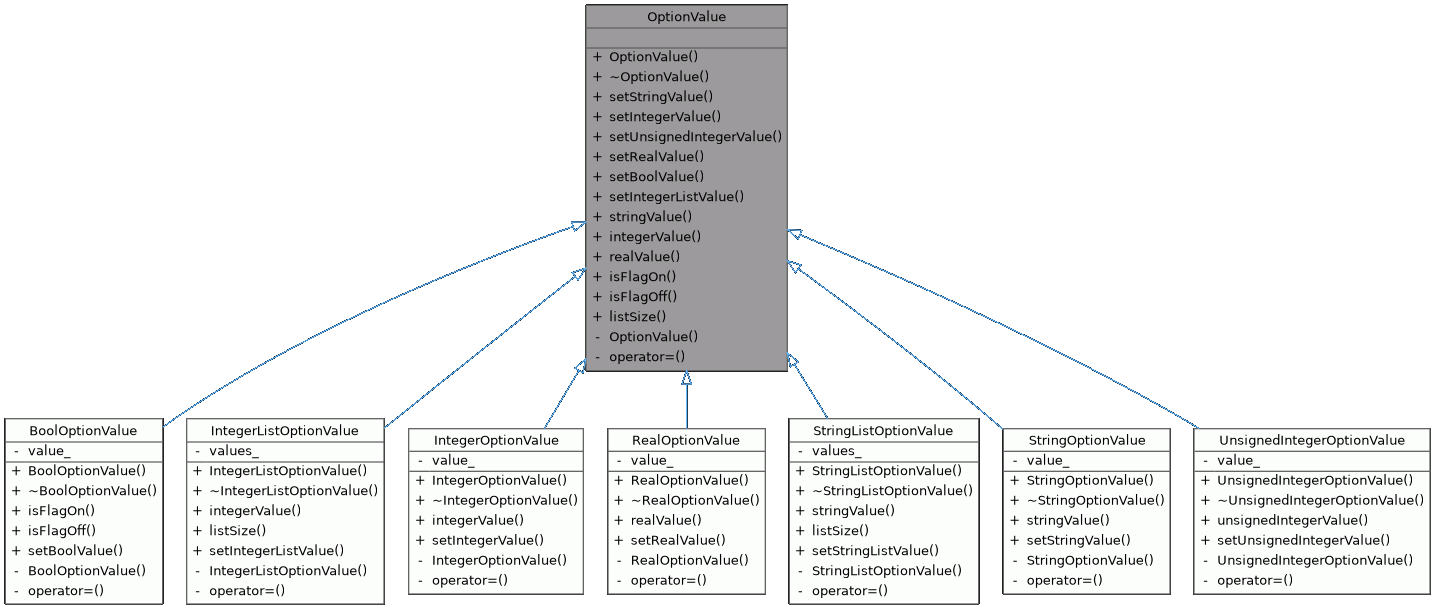 OptionValue
+ OptionValue()
+ ~OptionValue()
+ setStringValue()
+ setIntegerValue()
+ setUnsignedIntegerValue()
+ setRealValue()
+ setBoolValue()
+ setIntegerListValue()
+ stringValue()
+ integerValue()
+ realValue()
+ isFlagOn()
+ isFlagOff()
+ listSize()
- OptionValue()
- operator=()
BoolOptionValue
- value_
+ BoolOptionValue()
+ ~BoolOptionValue()
+ isFlagOn()
+ isFlagOff()
+ setBoolValue()
- BoolOptionValue()
- operator=()
IntegerListOptionValue
- values_
+ IntegerListOptionValue()
+ ~IntegerListOptionValue()
+ integerValue()
+ listSize()
+ setIntegerListValue()
- IntegerListOptionValue()
- operator=()
IntegerOptionValue
- value_
+ IntegerOptionValue()
+ ~IntegerOptionValue()
+ integerValue()
+ setIntegerValue()
- IntegerOptionValue()
- operator=()
RealOptionValue
- value_
+ RealOptionValue()
+ ~RealOptionValue()
+ realValue()
+ setRealValue()
- RealOptionValue()
- operator=()
StringListOptionValue
- values_
+ StringListOptionValue()
+ ~StringListOptionValue()
+ stringValue()
+ listSize()
+ setStringListValue()
- StringListOptionValue()
- operator=()
StringOptionValue
- value_
+ StringOptionValue()
+ ~StringOptionValue()
+ stringValue()
+ setStringValue()
- StringOptionValue()
- operator=()
UnsignedIntegerOptionValue
- value_
+ UnsignedIntegerOptionValue()
+ ~UnsignedIntegerOptionValue()
+ unsignedIntegerValue()
+ setUnsignedIntegerValue()
- UnsignedIntegerOptionValue()
- operator=()